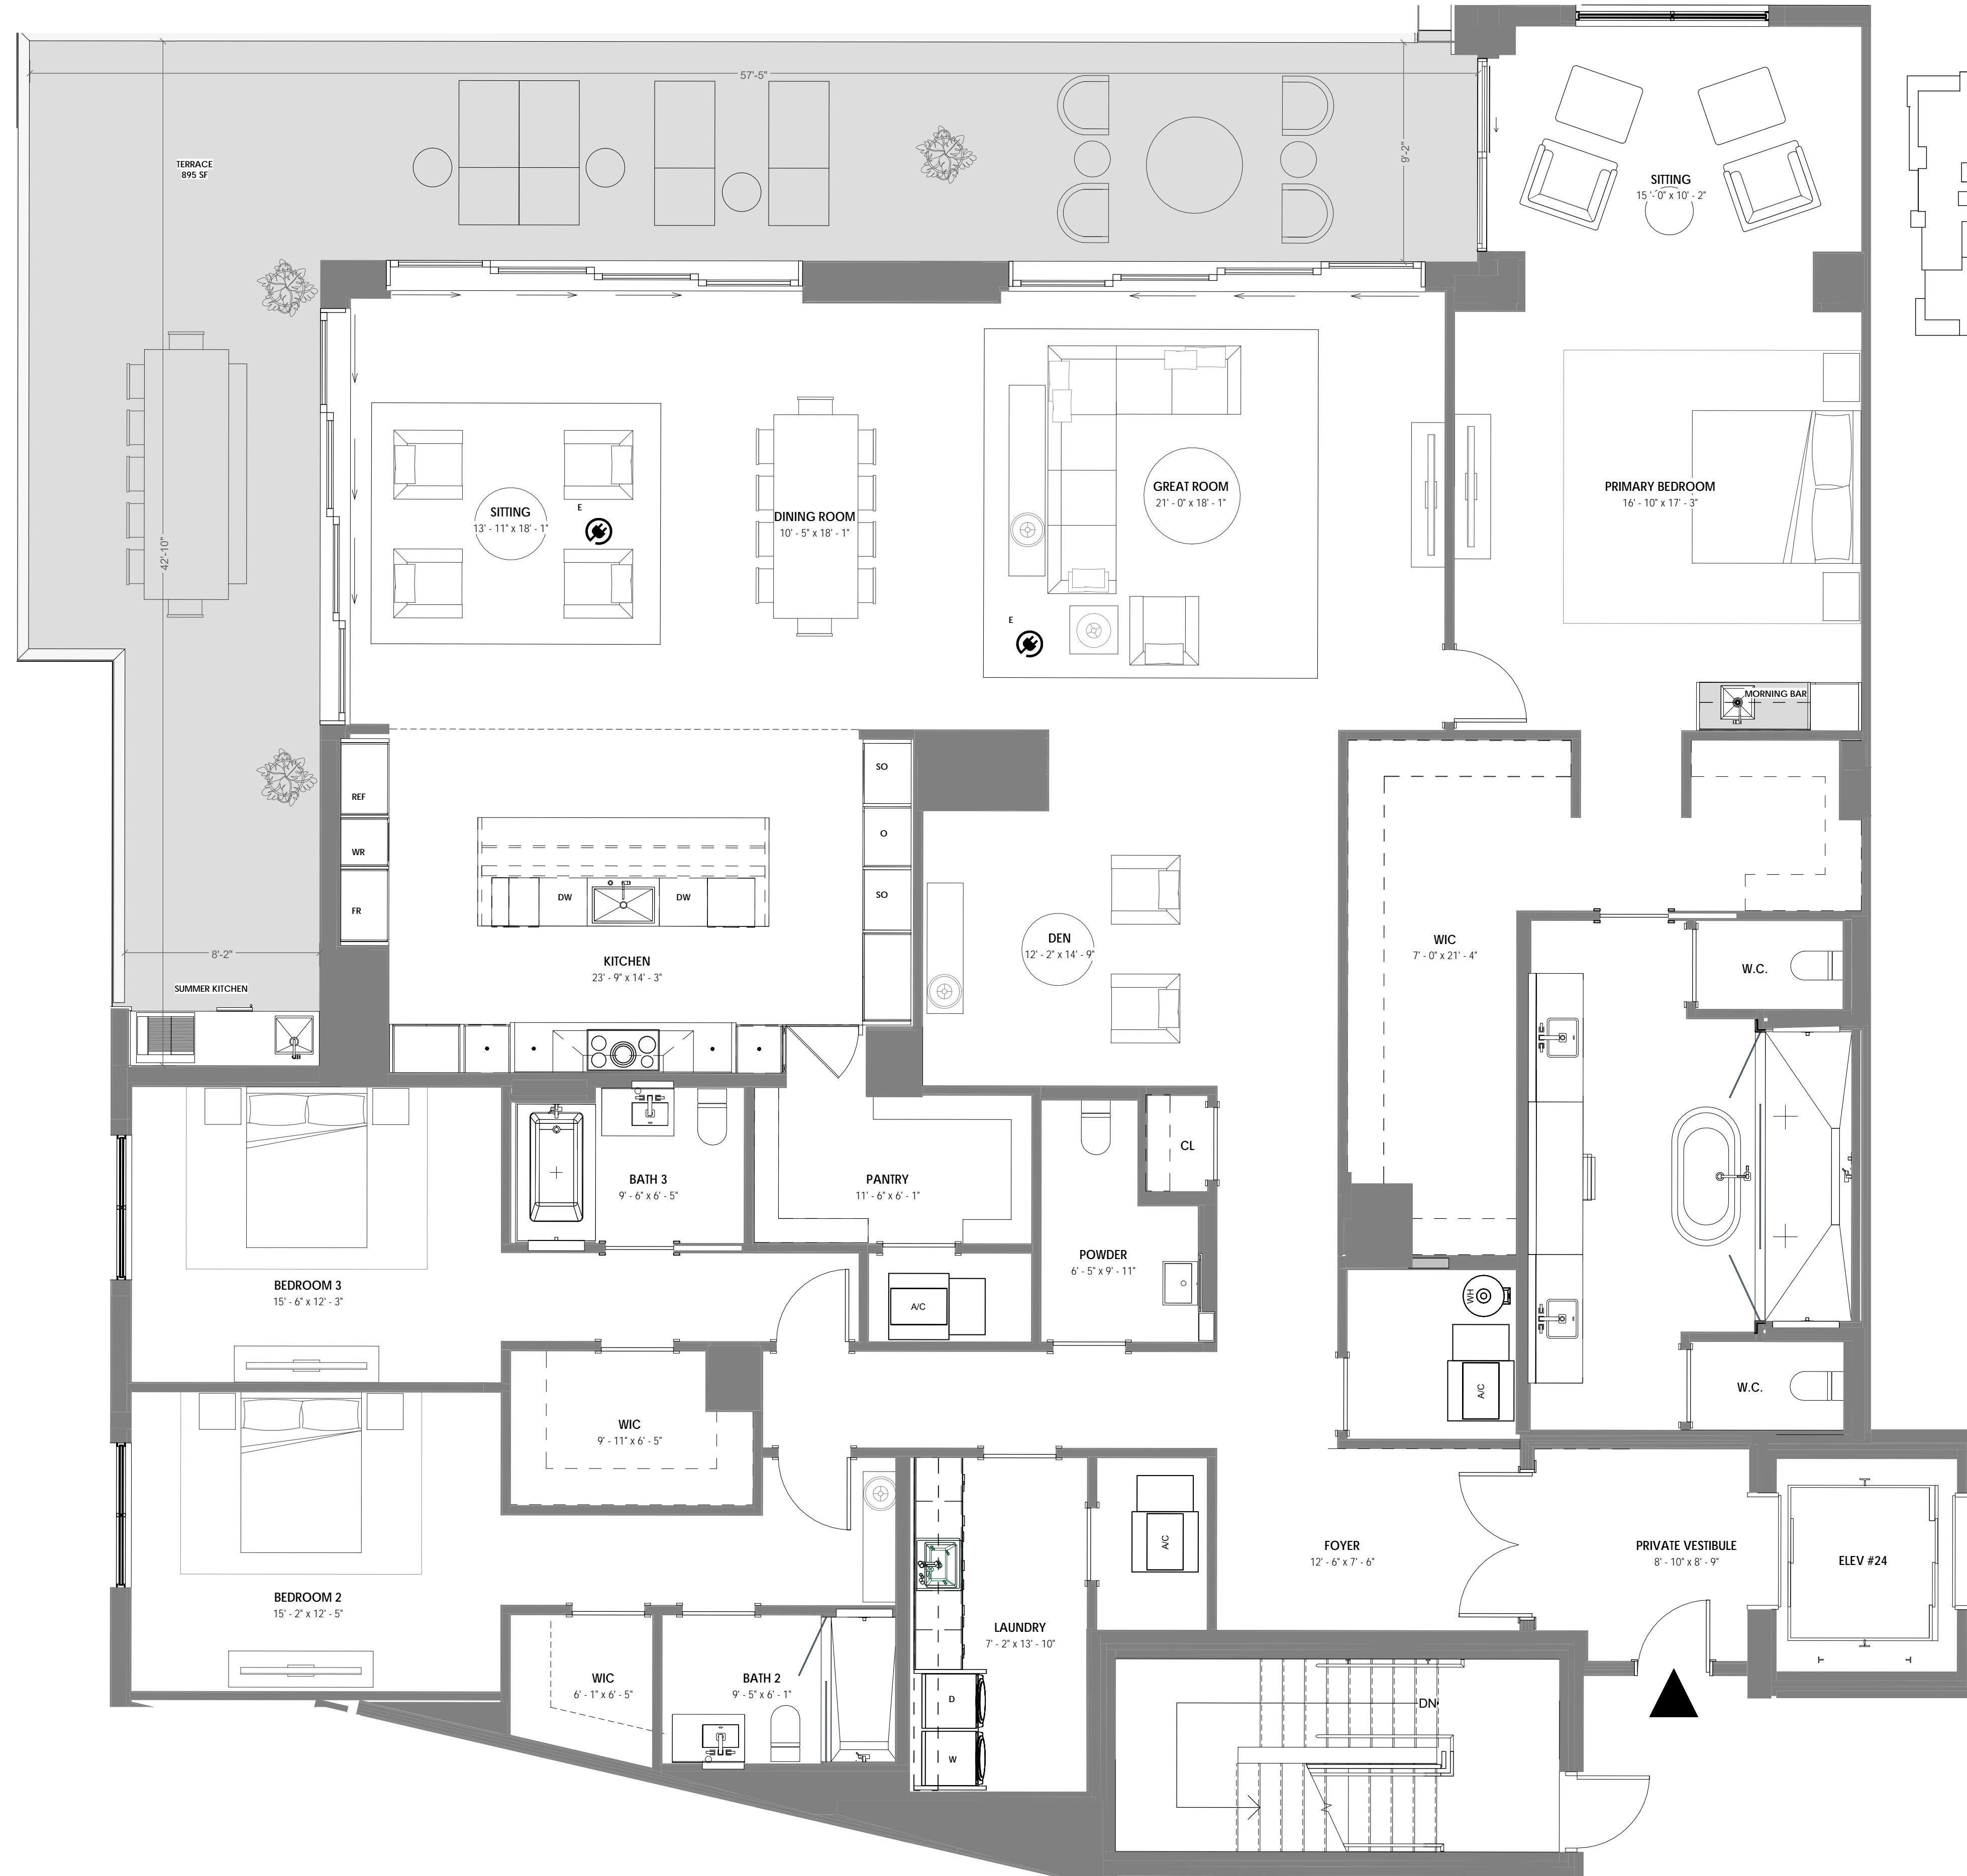 57'-5"
9'-2"
TERRACE
895 SF
SITTING
15 '- 0" x 10' - 2"
42'-10"
SITTING
13' - 11" x 18' - 1"
E
DINING ROOM
10' - 5" x 18' - 1"
GREAT ROOM
21' - 0" x 18' - 1"
E
PRIMARY BEDROOM
16' - 10" x 17' - 3"
MORNING BAR
REF
WR
FR
SO
O
SO
DW
DW
KITCHEN
23' - 9" x 14' - 3"
DEN
12' - 2" x 14' - 9"
WIC
7' - 0" x 21' - 4"
W.C.
8'-2"
SUMMER KITCHEN
BATH 3
9' - 6" x 6' - 5"
PANTRY
11' - 6" x 6' - 1"
CL
POWDER
6' - 5" x 9' - 11"
BEDROOM 3
15' - 6" x 12' - 3"
A/C
WH
A/C
W.C.
WIC
9' - 11" x 6' - 5"
A/C
FOYER
12' - 6" x 7' - 6"
PRIVATE VESTIBULE
8' - 10" x 8' - 9"
ELEV #24
BEDROOM 2
15' - 2" x 12' - 5"
LAUNDRY
7' - 2" x 13' - 10"
WIC
6' - 1" x 6' - 5"
BATH 2
9' - 5" x 6' - 1"
D
W
DN